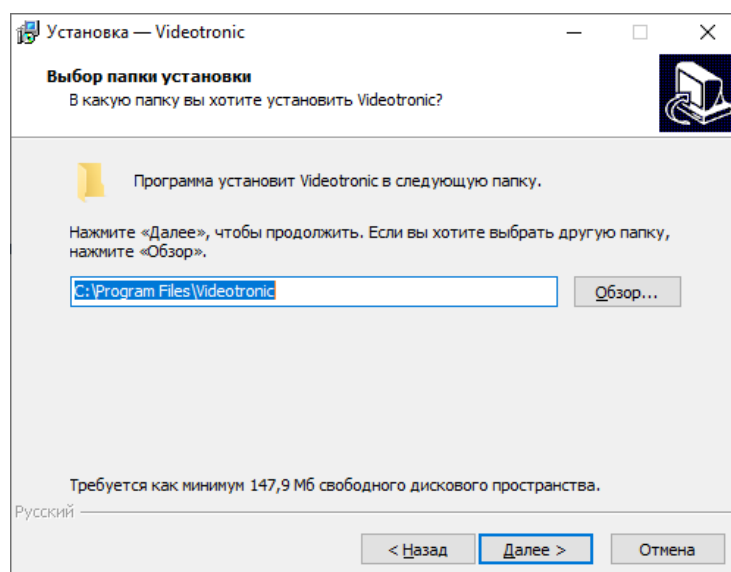 Установка — Videotronic
Выбор папки установки
В какую папку вы хотите установить Videotronic?
Программа установит Videotronic в следующую папку.
Нажмите «Далее», чтобы продолжить. Если вы хотите выбрать другую папку,
нажмите «Обзор».
C:\Program Files\Videotronic
Обзор...
Требуется как минимум 147,9 Мб свободного дискового пространства.
Русский
< Назад
Далее >
Отмена